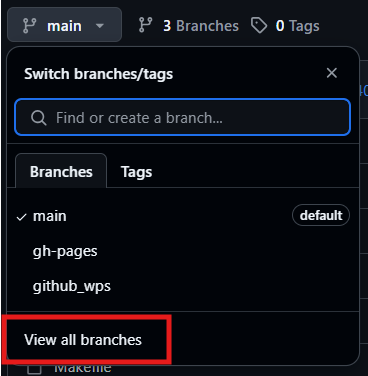 main 3 Branches 0 Tags
Switch branches/tags
Find or create a branch...
Branches Tags
main default
gh-pages
github_wps
View all branches